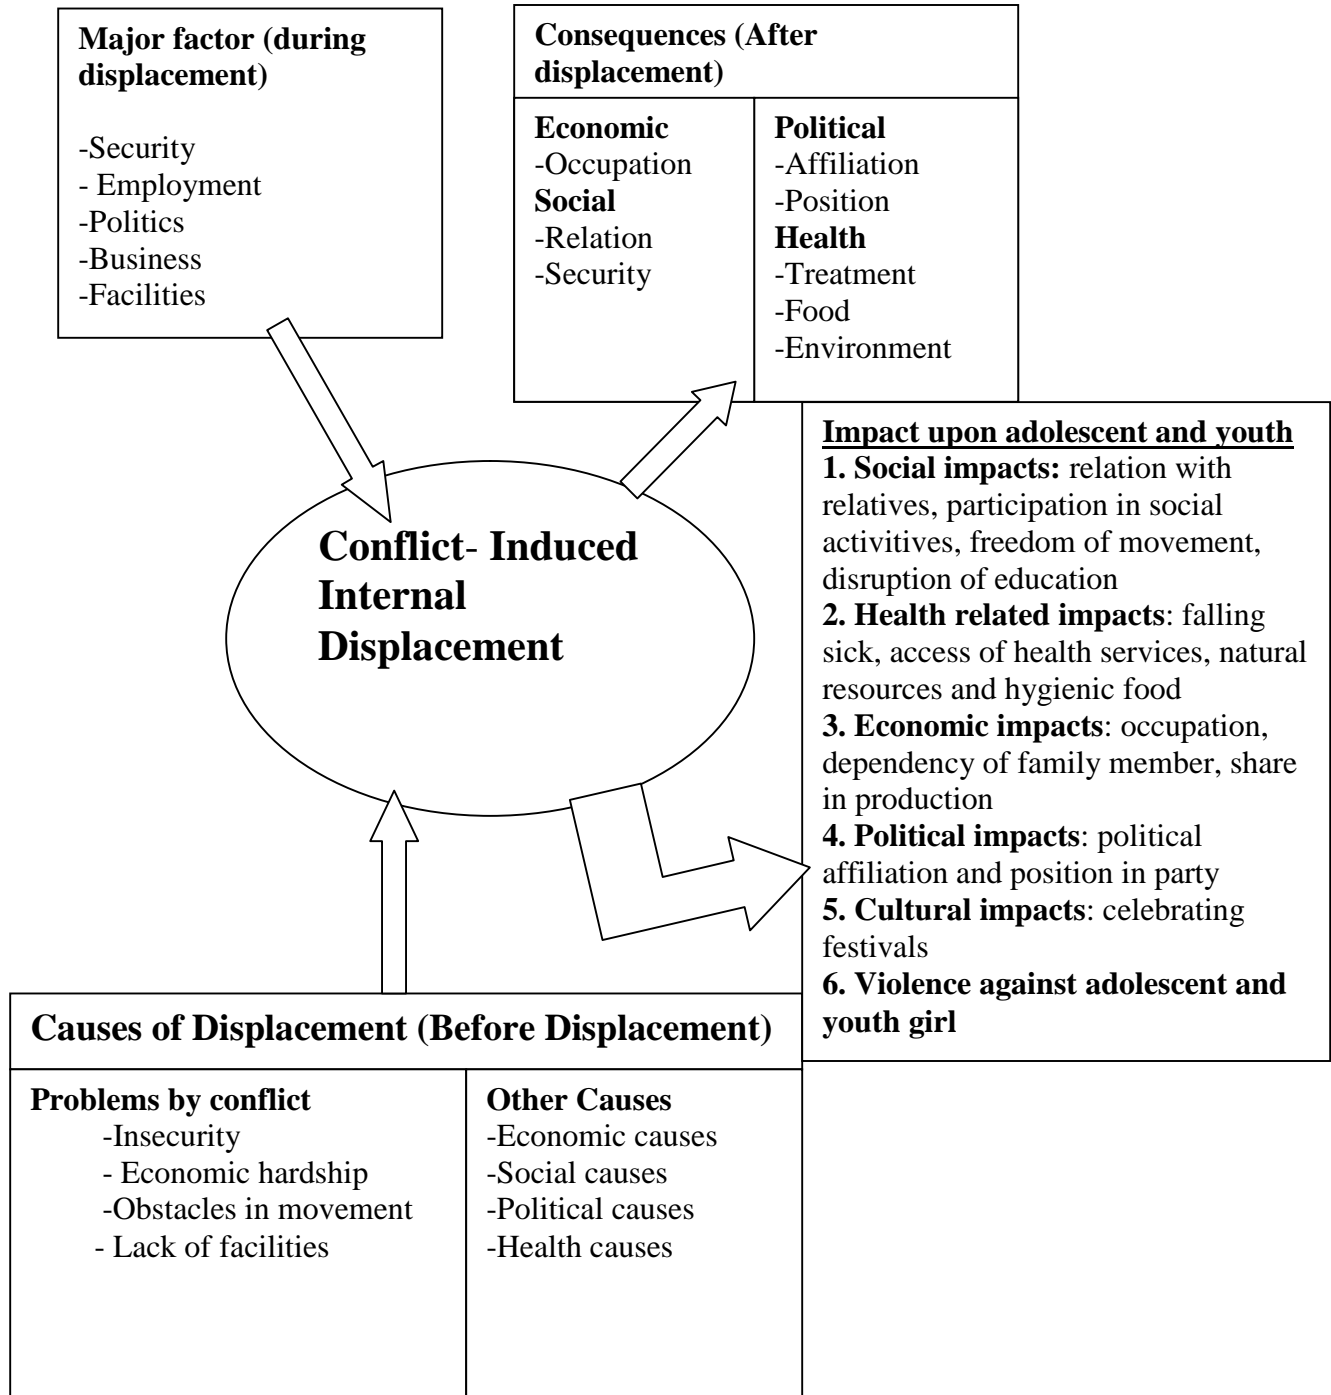 Major factor (during
displacement)
-Security
- Employment
-Politics
-Business
-Facilities
Consequences (After
displacement)
Economic
-Occupation
Social
-Relation
-Security
Political
-Affiliation
-Position
Health
-Treatment
-Food
-Environment
Conflict- Induced
Internal
Displacement
Impact upon adolescent and youth
1. Social impacts: relation with
relatives, participation in social
activitives, freedom of movement,
disruption of education
2. Health related impacts: falling
sick, access of health services, natural
resources and hygienic food
3. Economic impacts: occupation,
dependency of family member, share
in production
4. Political impacts: political
affiliation and position in party
5. Cultural impacts: celebrating
festivals
6. Violence against adolescent and
youth girl
Causes of Displacement (Before Displacement)
Problems by conflict
-Insecurity
- Economic hardship
-Obstacles in movement
- Lack of facilities
Other Causes
-Economic causes
-Social causes
-Political causes
-Health causes